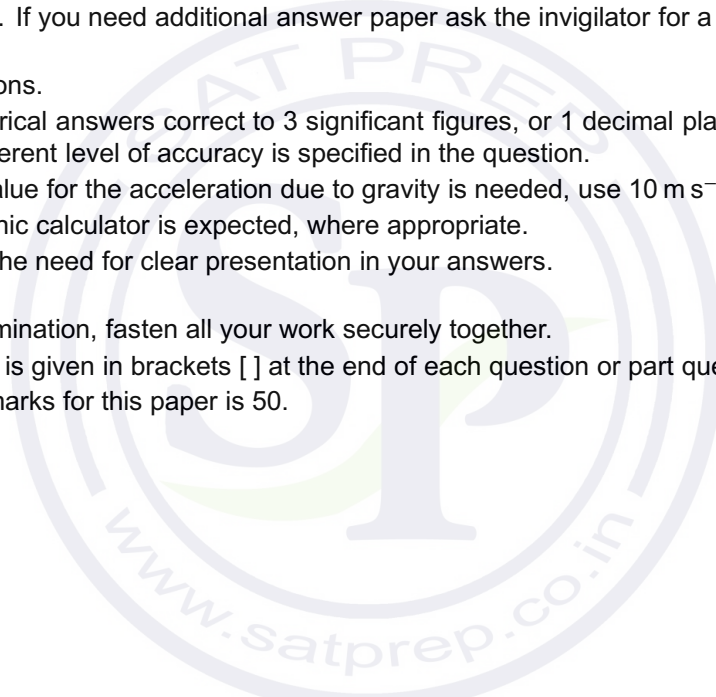 . If you need additional answer paper ask the invigilator for a
ons.
rical answers correct to 3 significant figures, or 1 decimal pla
erent level of accuracy is specified in the question.
alue for the acceleration due to gravity is needed, use 10 m s⁻
nic calculator is expected, where appropriate.
he need for clear presentation in your answers.
mination, fasten all your work securely together.
is given in brackets [ ] at the end of each question or part que
narks for this paper is 50.
SAT PREP
SP
www.satprep.co.in